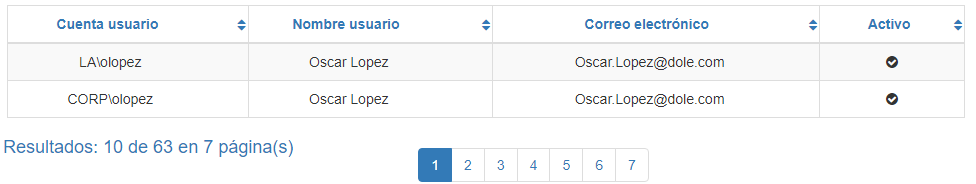 Cuenta usuario Nombre usuario Correo electrónico Activo
LA\olopez Oscar Lopez Oscar.Lopez@dole.com
CORP\olopez Oscar Lopez Oscar.Lopez@dole.com
Resultados: 10 de 63 en 7 página(s)
1 2 3 4 5 6 7